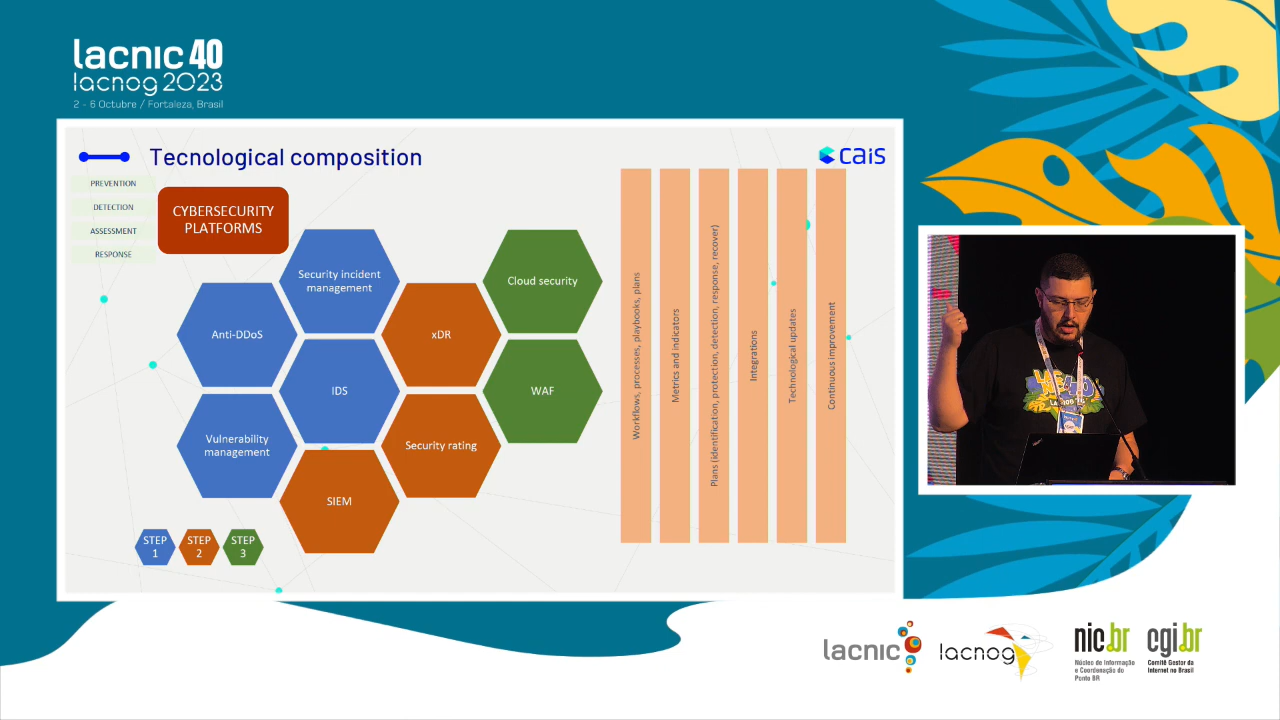 lacnic 40
lacnog 2023
2 - 6 Octubre / Fortaleza, Brasil
Tecnological composition
cais
PREVENTION
DETECTION
ASSESSMENT
RESPONSE
CYBERSECURITY
PLATFORMS
Security incident
management
Cloud security
Anti-DDoS
xDR
IDS
WAF
Vulnerability
management
Security rating
SIEM
STEP
1
STEP
2
STEP
3
Workflows, processes, playbooks, plans
Metrics and indicators
Plans (identification, protection, detection, response, recover)
Integrations
Technological updates
Continuous improvement
lacnic
lacnog
nic.br
Núcleo de Informação
e Coordenação do
Ponto BR
cgi.br
Comitê Gestor da
Internet no Brasil